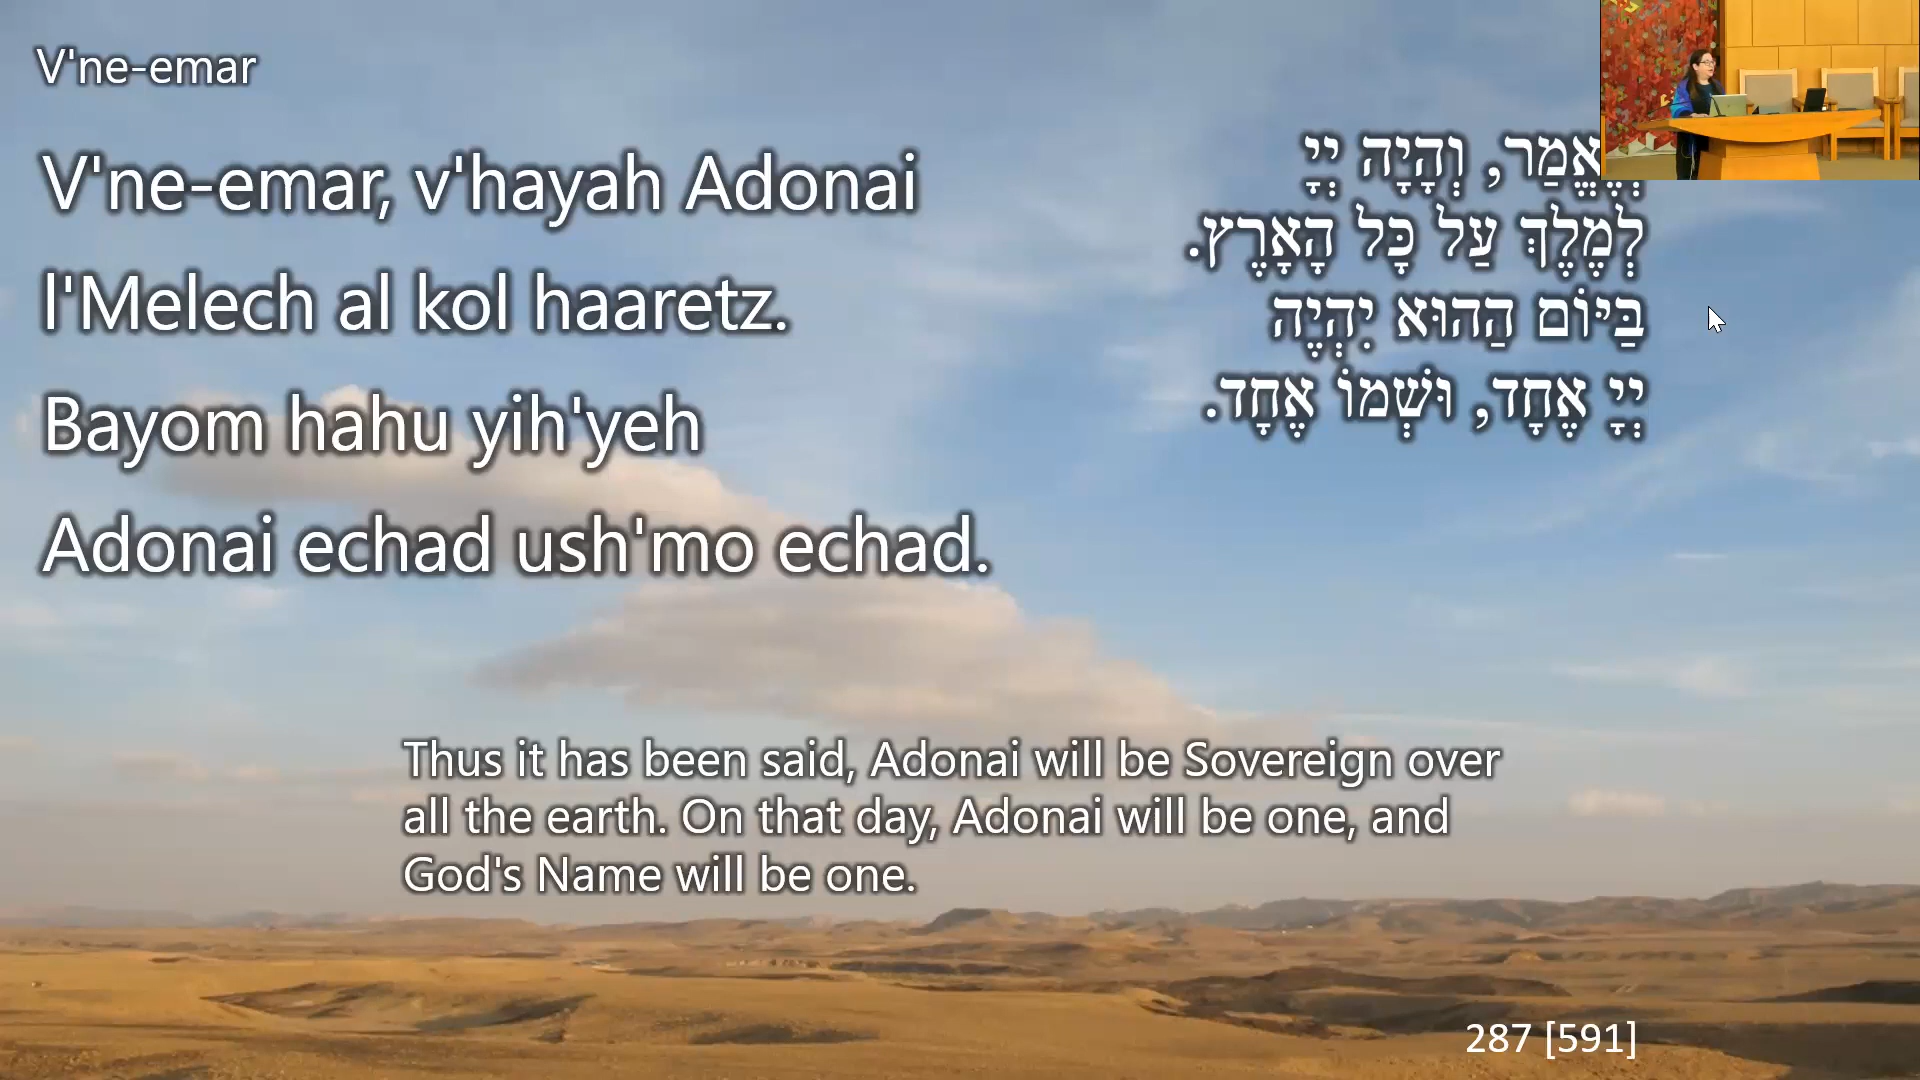 V'ne-emar
V'ne-emar, v'hayah Adonai
l'Melech al kol haaretz.
Bayom hahu yih'yeh
Adonai echad ush'mo echad.
וְהָיָה יְיָ
לְמֶלֶךְ עַל כָּל הָאָרֶץ.
בַּיּוֹם הַהוּא יִהְיֶה
יְיָ אֶחָד, וּשְׁמוֹ אֶחָד.
Thus it has been said, Adonai will be Sovereign over
all the earth. On that day, Adonai will be one, and
God's Name will be one.
287 [591]